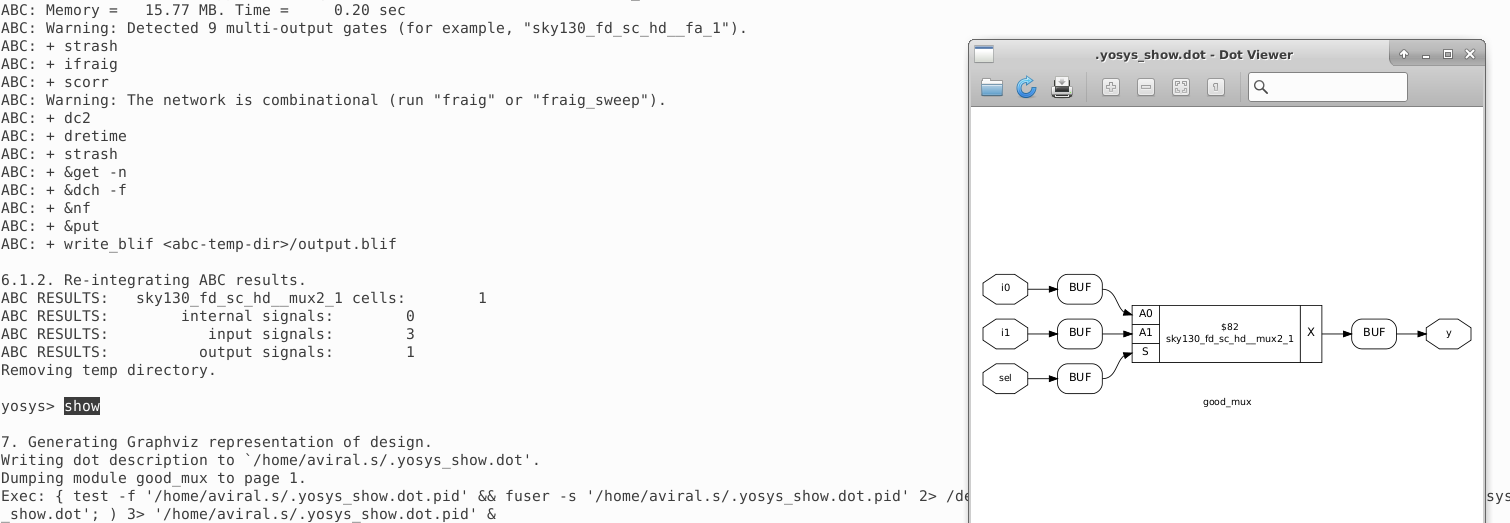 ABC: Memory =   15.77 MB. Time =     0.20 sec
ABC: Warning: Detected 9 multi-output gates (for example, "sky130_fd_sc_hd__fa_1").
ABC: + strash
ABC: + ifraig
ABC: + scorr
ABC: Warning: The network is combinational (run "fraig" or "fraig_sweep").
ABC: + dc2
ABC: + dretime
ABC: + strash
ABC: + &get -n
ABC: + &dch -f
ABC: + &nf
ABC: + &put
ABC: + write_blif <abc-temp-dir>/output.blif
6.1.2. Re-integrating ABC results.
ABC RESULTS:   sky130_fd_sc_hd__mux2_1 cells:        1
ABC RESULTS:        internal signals:        0
ABC RESULTS:           input signals:        3
ABC RESULTS:          output signals:        1
Removing temp directory.
yosys> show
7. Generating Graphviz representation of design.
Writing dot description to `/home/aviral.s/.yosys_show.dot'.
Dumping module good_mux to page 1.
Exec: { test -f '/home/aviral.s/.yosys_show.dot.pid' && fuser -s '/home/aviral.s/.yosys_show.dot.pid' 2> /de
sys
_show.dot'; ) 3> '/home/aviral.s/.yosys_show.dot.pid' &
.yosys_show.dot - Dot Viewer
i0
BUF
i1
BUF
sel
BUF
A0
A1
S
$82
sky130_fd_sc_hd__mux2_1
X
BUF
y
good_mux